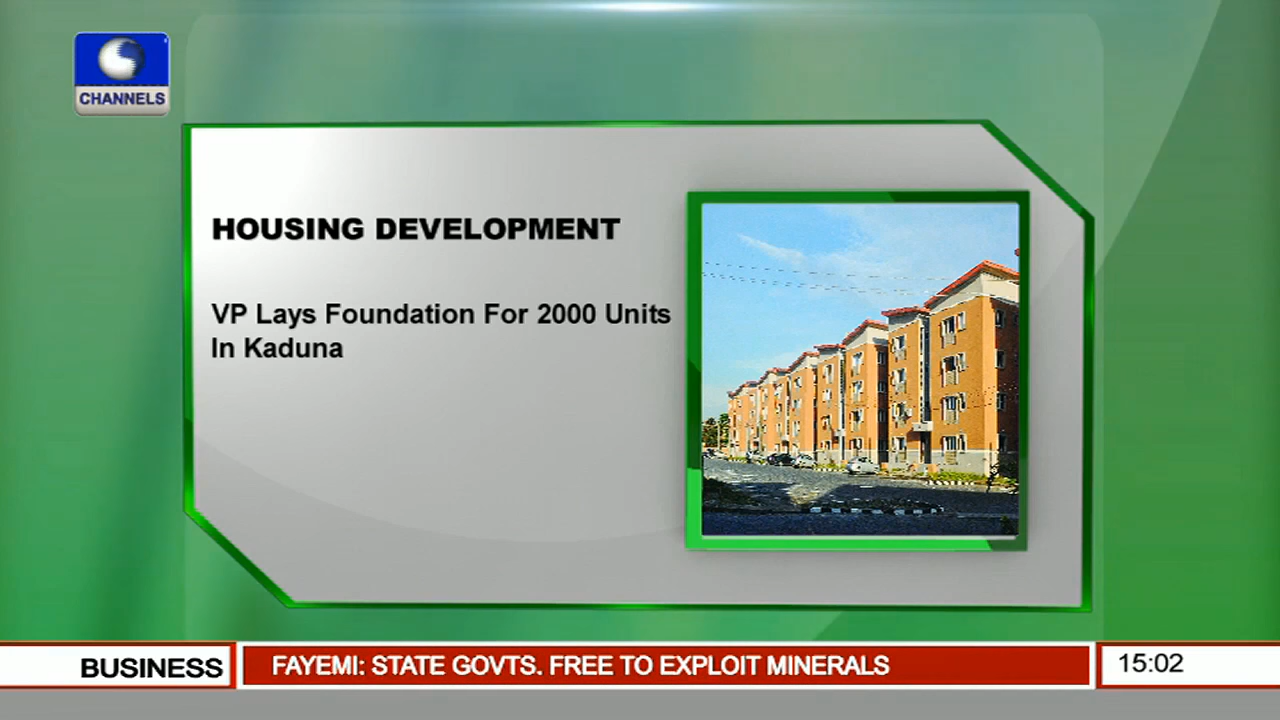 CHANNELS
HOUSING DEVELOPMENT
VP Lays Foundation For 2000 Units
In Kaduna
BUSINESS
FAYEMI: STATE GOVTS. FREE TO EXPLOIT MINERALS
15:02